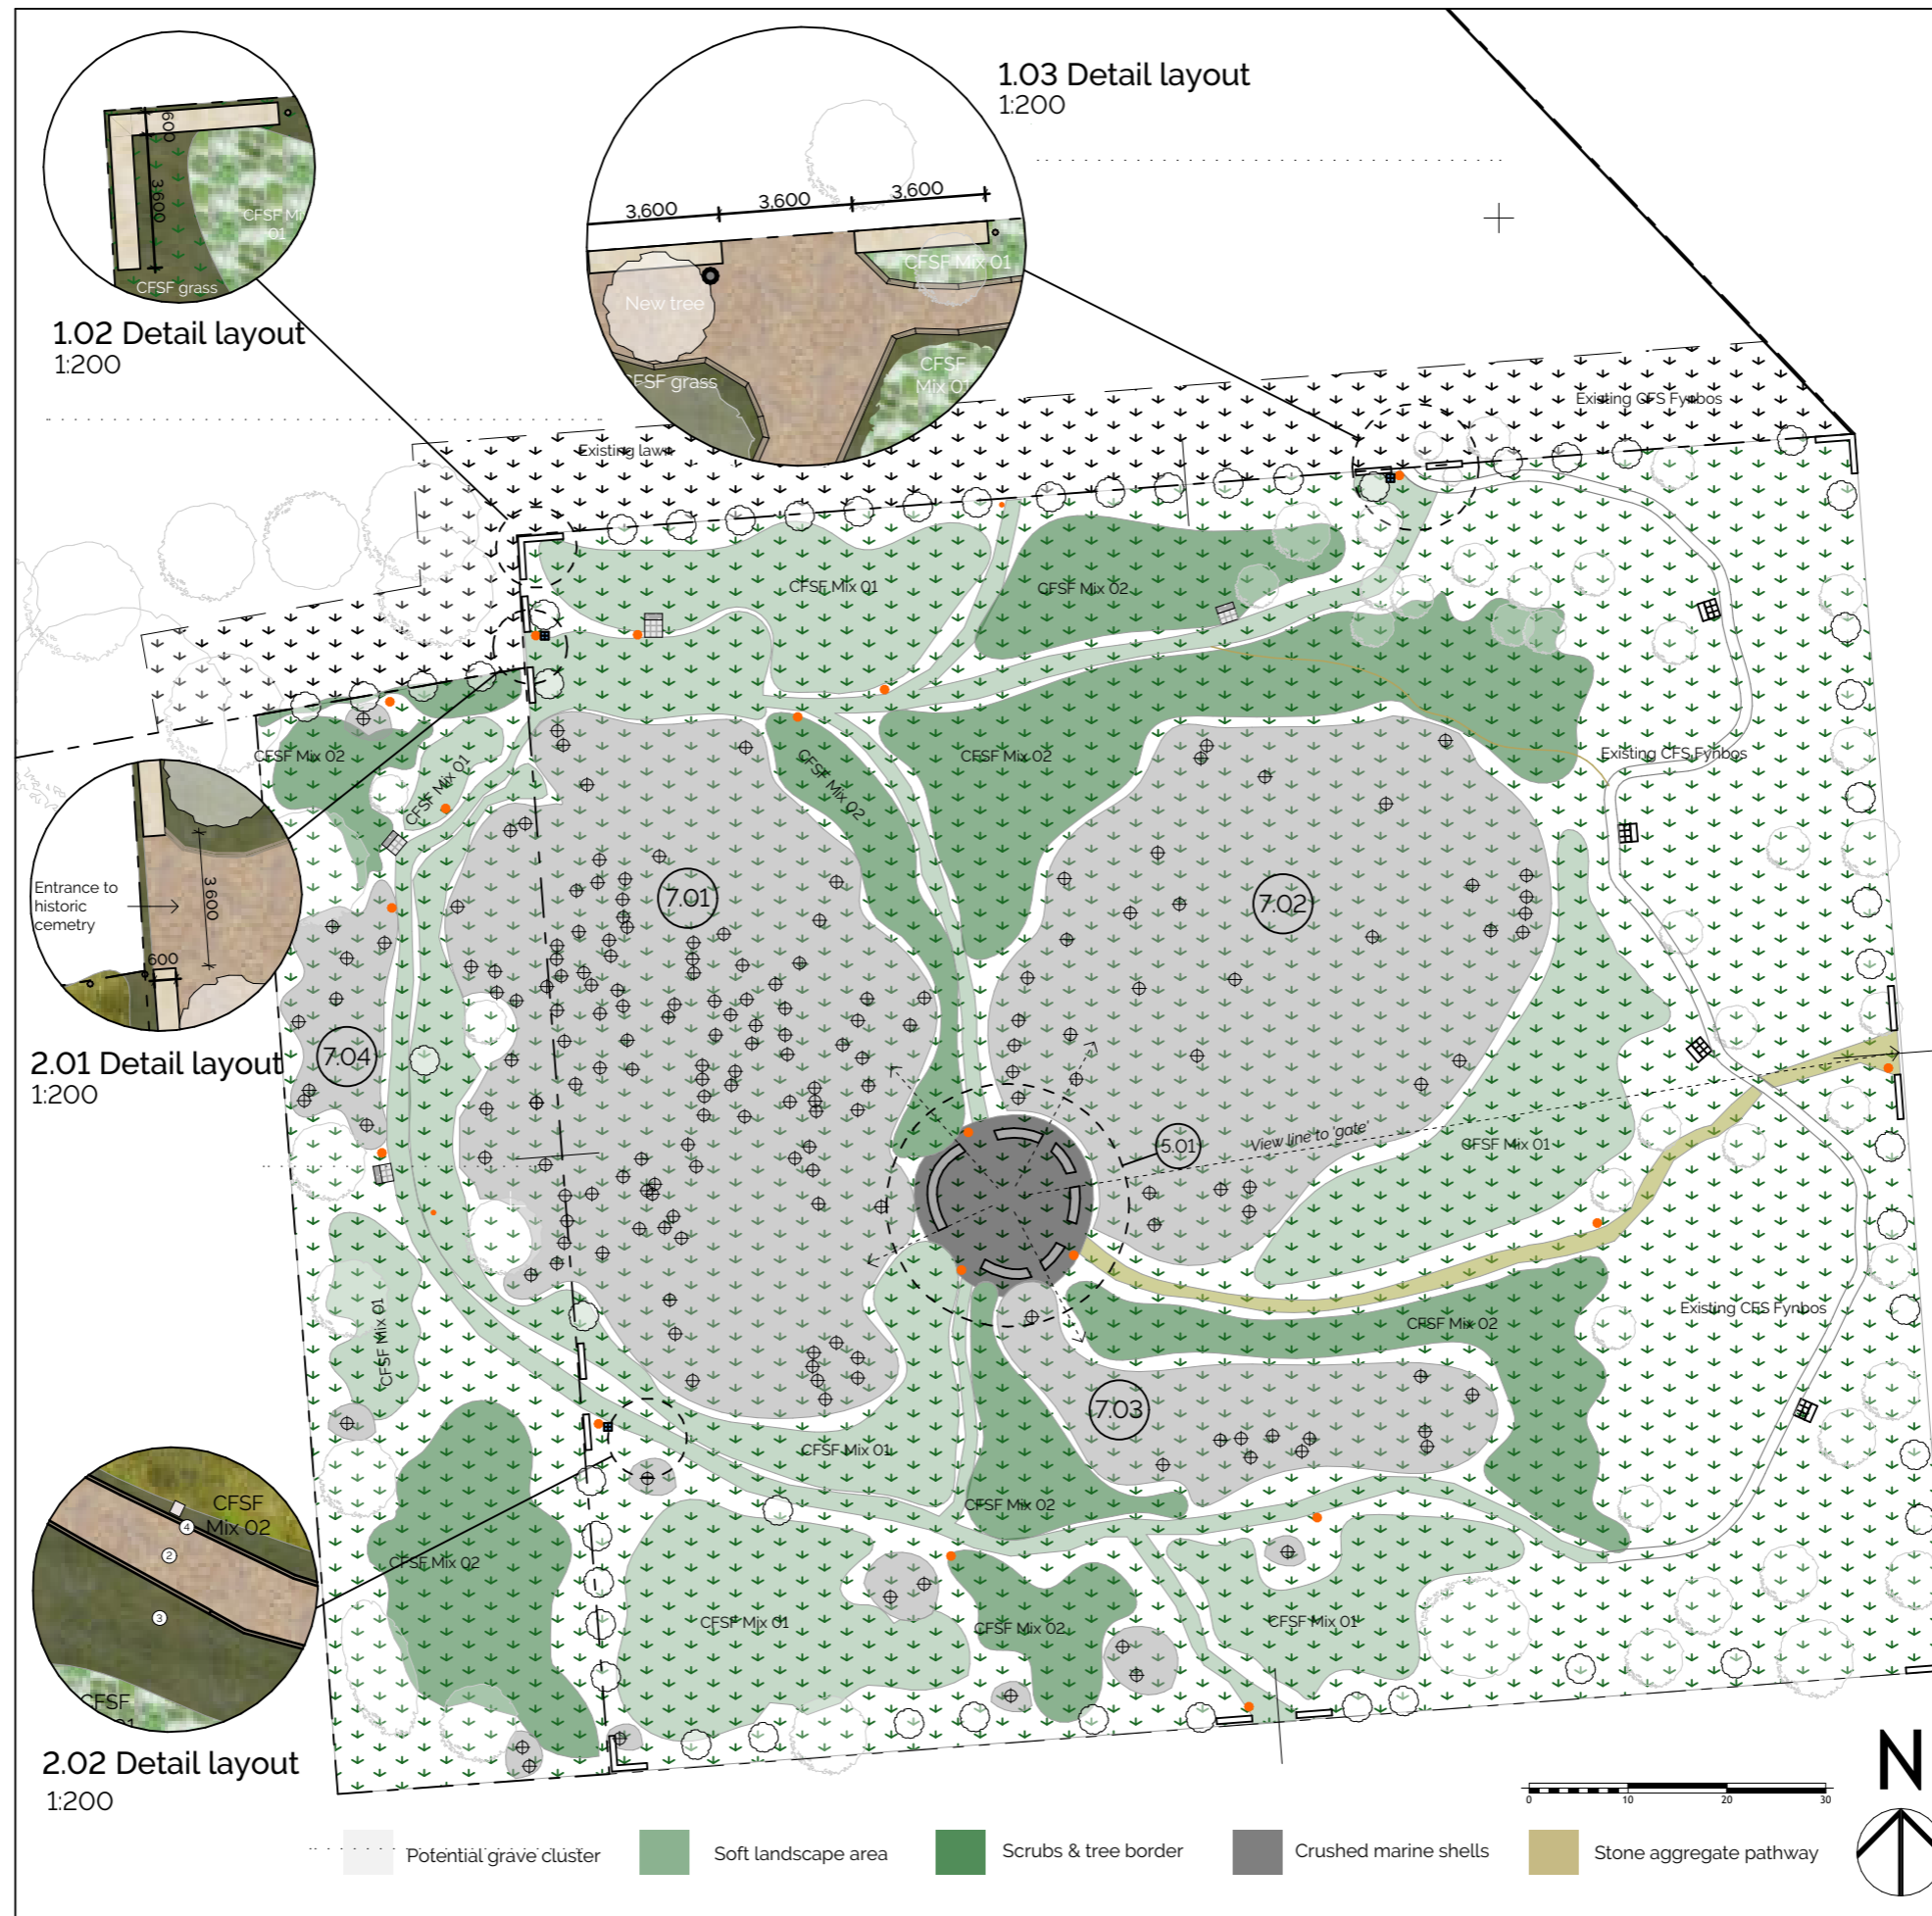 1.02 Detail layout
1:200
600
3,600
CFSF Mi
01
CFSF grass
1.03 Detail layout
1:200
3,600
3,600
3,600
New tree
CFSF Mix 01
CFSF grass
CFSF
Mix 01
Existing lawn
Existing CFS Fynbos
CFSF Mix 01
CFSF Mix 02
CFSF Mix 02
CFSF Mix 01
CFSF Mix 02
CFSF Mix 02
Existing CFS Fynbos
Entrance to
historic
cemetry
3 600
600
2.01 Detail layout
1:200
7.01
7.02
7.04
5.01
View line to 'gate'
CFSF Mix 01
CFSF Mix 01
CFSF Mix 02
Existing CFS Fynbos
7.03
CFSF Mix 01
CFSF Mix 02
CFSF Mix 02
CFSF Mix 01
CFSF Mix 02
CFSF Mix 01
CFSF
Mix 02
4
2
3
CFSF
2.02 Detail layout
1:200
N
0 10 20 30
Potential grave cluster
Soft landscape area
Scrubs & tree border
Crushed marine shells
Stone aggregate pathway